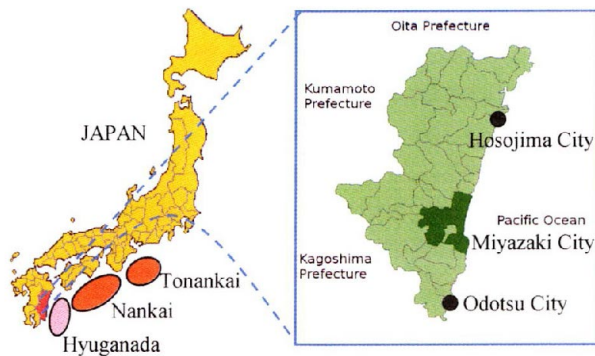 JAPAN
Tonankai
Nankai
Hyuganada
Oita Prefecture
Kumamoto
Prefecture
Hosojima City
Pacific Ocean
Miyazaki City
Kagoshima
Prefecture
Odotsu City